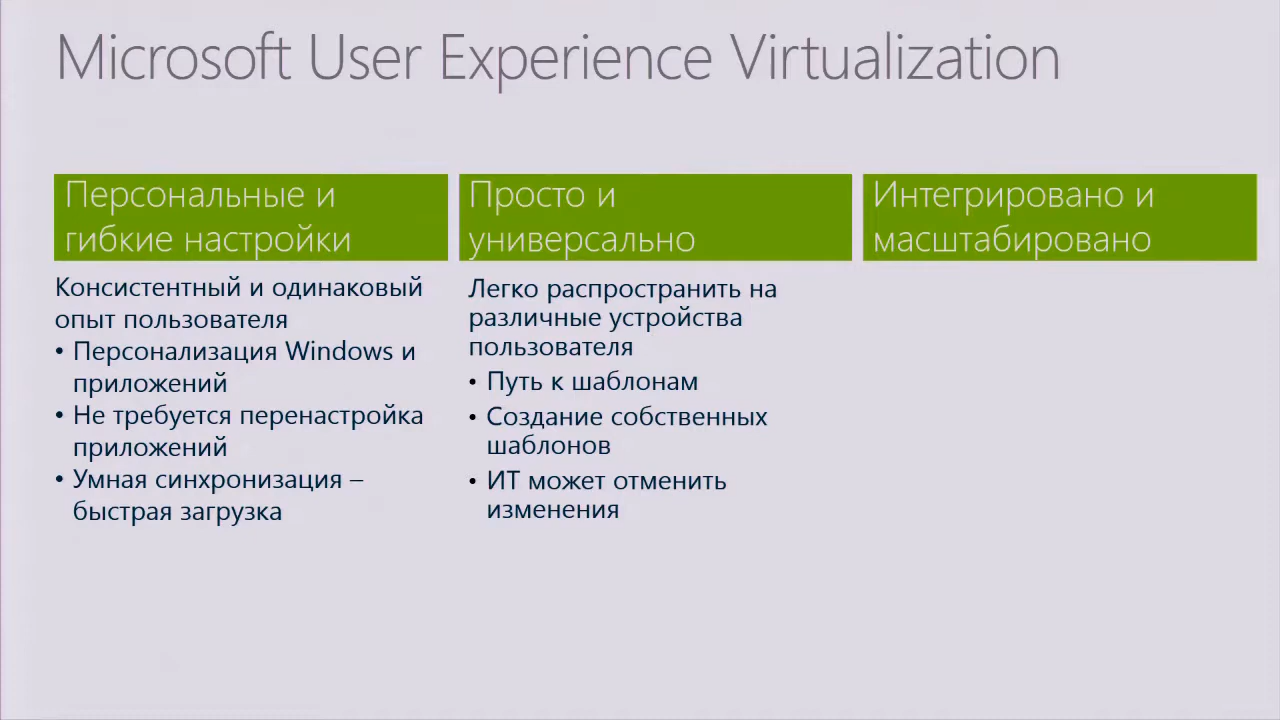 Microsoft User Experience Virtualization
Персональные и
гибкие настройки
Консистентный и одинаковый
опыт пользователя
• Персонализация Windows и
приложений
• Не требуется перенастройка
приложений
• Умная синхронизация –
быстрая загрузка
Просто и
универсально
Легко распространить на
различные устройства
пользователя
• Путь к шаблонам
• Создание собственных
шаблонов
• ИТ может отменить
изменения
Интегрировано и
масштабировано